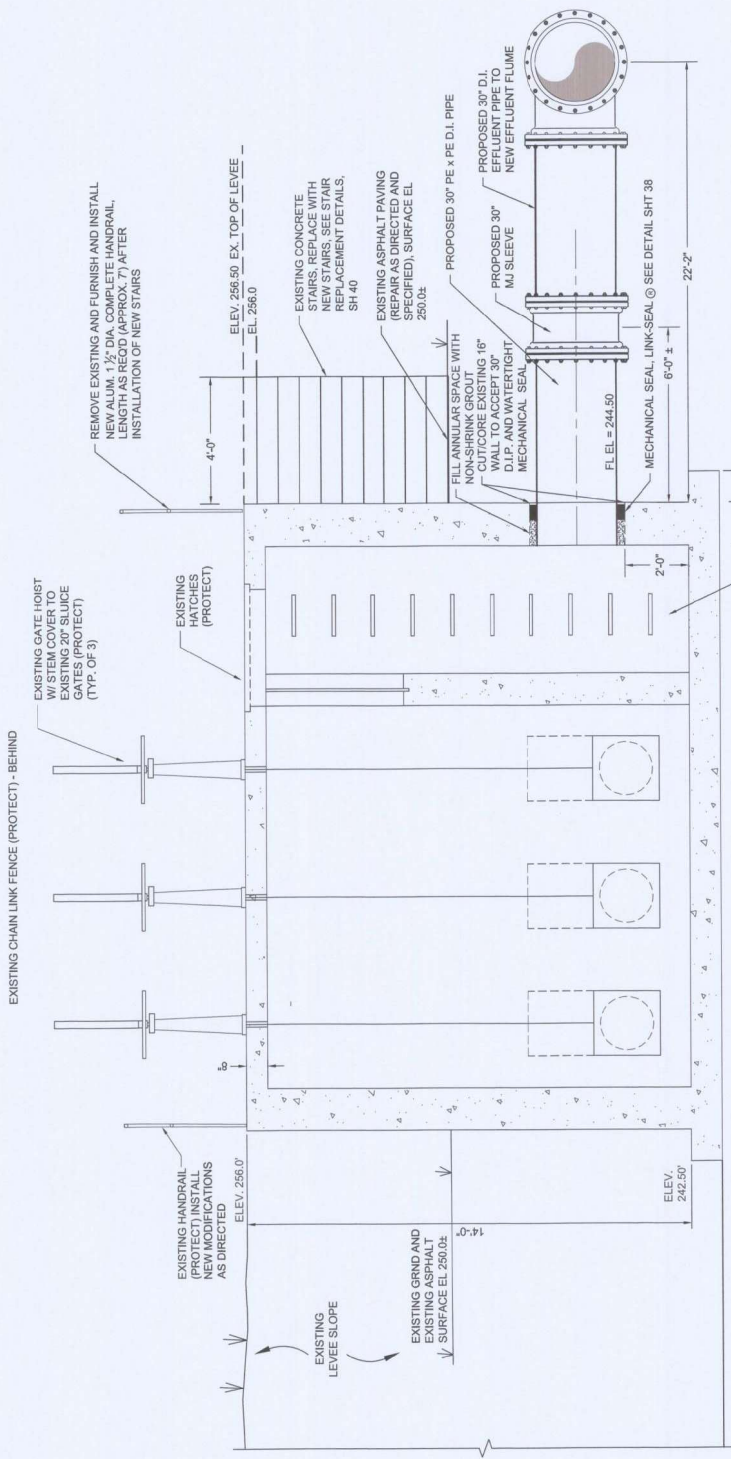 EXISTING CHAIN LINK FENCE (PROTECT) - BEHIND
EXISTING GATE HOIST
W/ STEM COVER TO
EXISTING 20" SLUICE
GATES (PROTECT)
(TYP. OF 3)
REMOVE EXISTING AND FURNISH AND INSTALL
NEW ALUM. 1 ½" DIA. COMPLETE HANDRAIL,
LENGTH AS REQ'D (APPROX. 7') AFTER
INSTALLATION OF NEW STAIRS
EXISTING HANDRAIL
(PROTECT) INSTALL
NEW MODIFICATIONS
AS DIRECTED
ELEV. 256.0'
8"
EXISTING
HATCHES
(PROTECT)
4'-0"
ELEV. 256.50 EX. TOP OF LEVEE
EL. 256.0
EXISTING CONCRETE
STAIRS, REPLACE WITH
NEW STAIRS, SEE STAIR
REPLACEMENT DETAILS,
SH 40
EXISTING ASPHALT PAVING
(REPAIR AS DIRECTED AND
SPECIFIED), SURFACE EL
250.0±
EXISTING
LEVEE SLOPE
EXISTING GRND AND
EXISTING ASPHALT
SURFACE EL 250.0±
14'-0"
ELEV.
242.50'
FILL ANNULAR SPACE WITH
NON-SHRINK GROUT
CUT/CORE EXISTING 16"
WALL TO ACCEPT 30"
D.I.P. AND WATERTIGHT
MECHANICAL SEAL
PROPOSED 30" PE x PE D.I. PIPE
PROPOSED 30"
MJ SLEEVE
PROPOSED 30" D.I.
EFFLUENT PIPE TO
NEW EFFLUENT FLUME
FL EL = 244.50
2'-0"
6'-0" ±
22'-2"
MECHANICAL SEAL, LINK-SEAL ® SEE DETAIL SHT 38